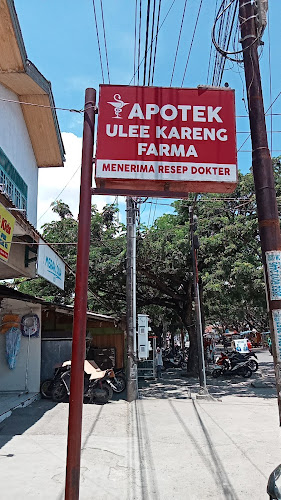 APOTEK
ULEE KARENG
FARMA
MENERIMA RESEP DOKTER